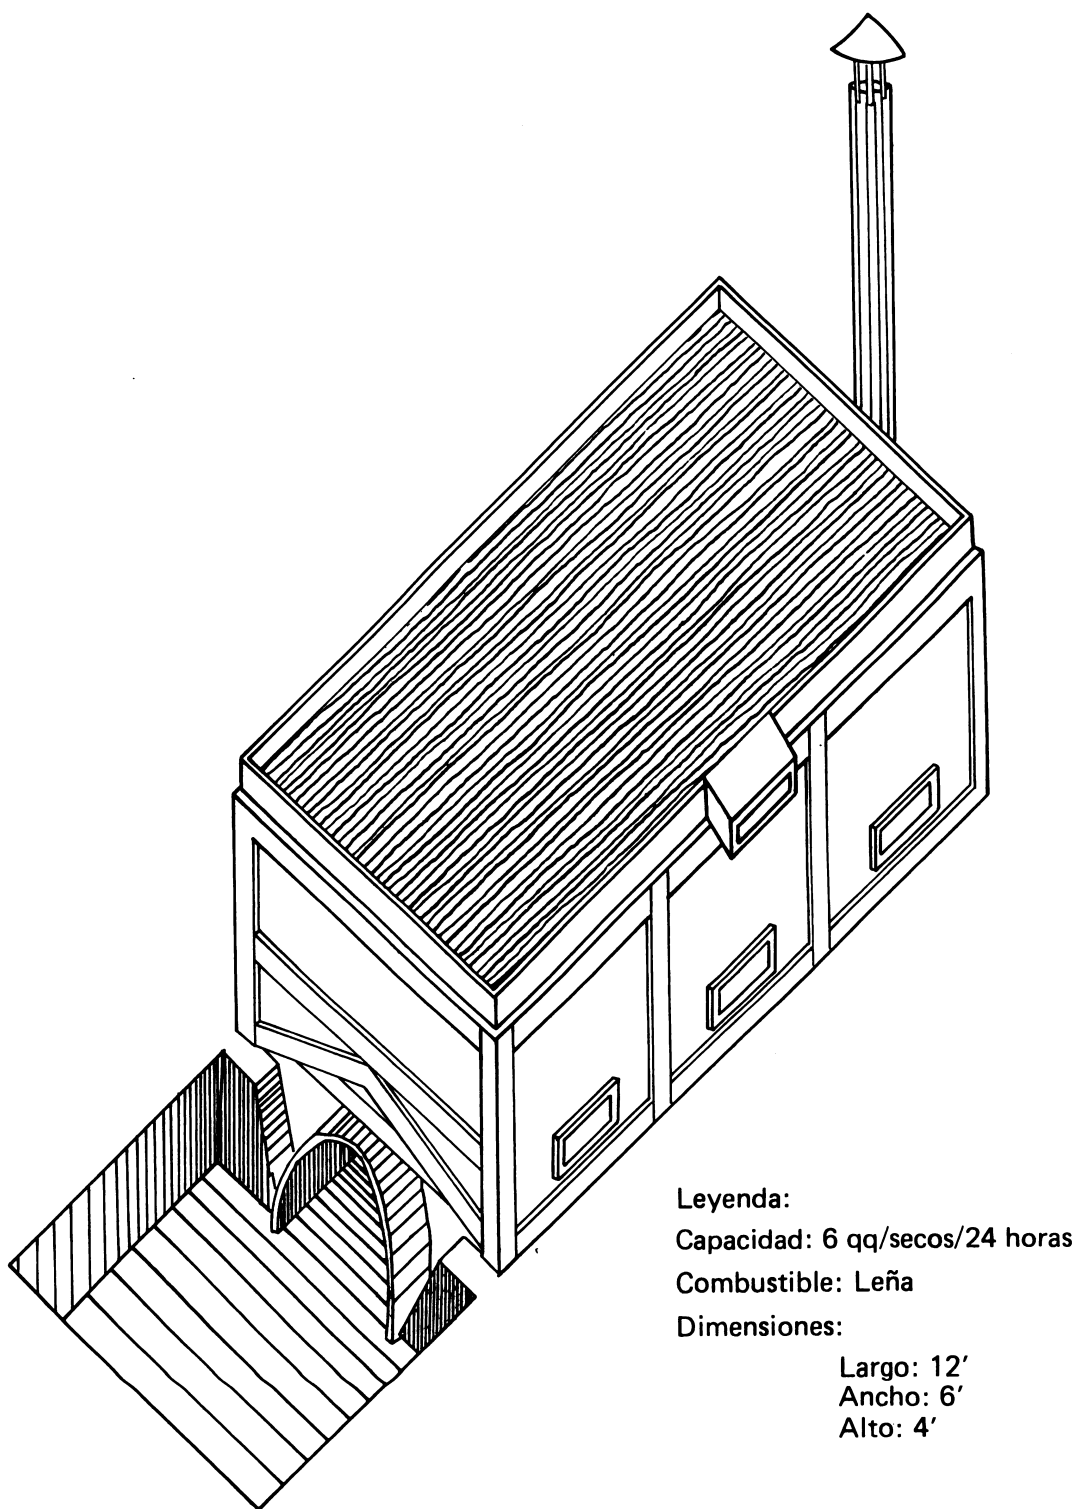 Leyenda:
Capacidad: 6 qq/secos/24 horas
Combustible: Leña
Dimensiones:
Largo: 12′
Ancho: 6′
Alto: 4′